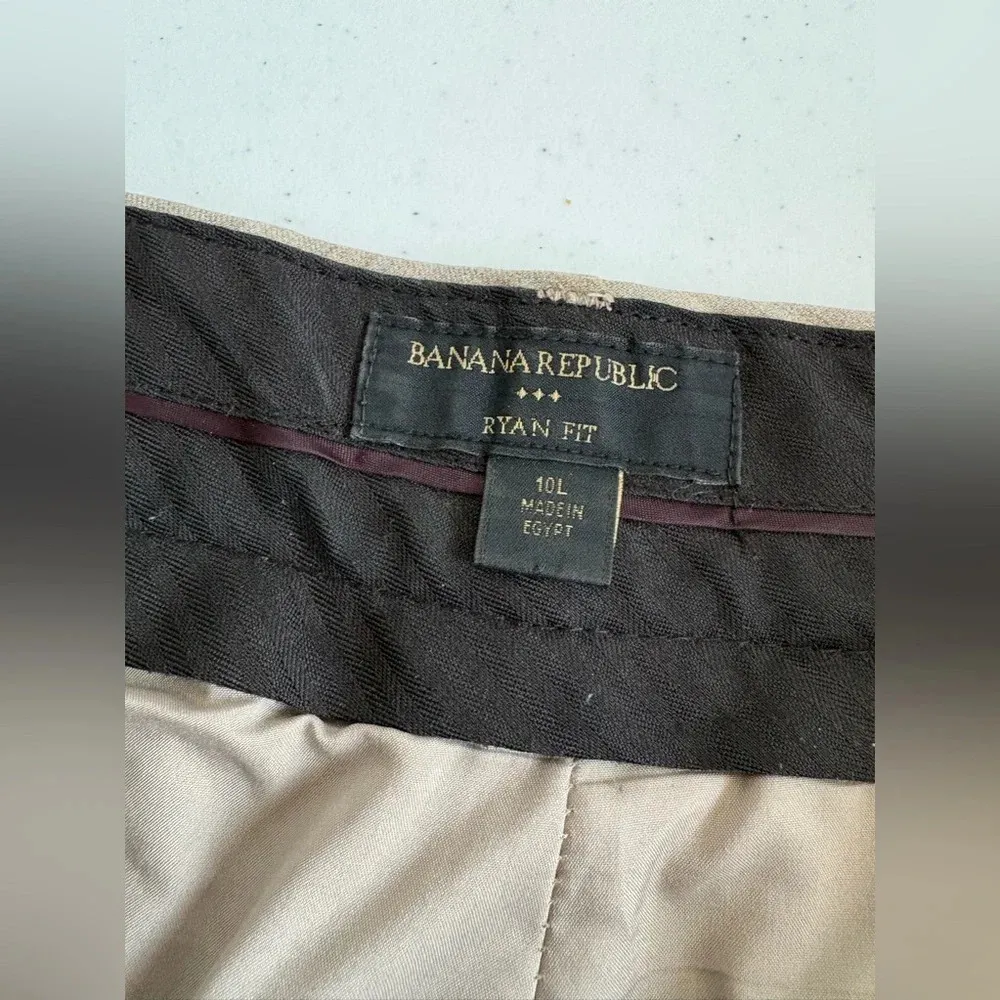 BANANA REPUBLIC
RYAN FIT
10L
MADE IN
EGYPT